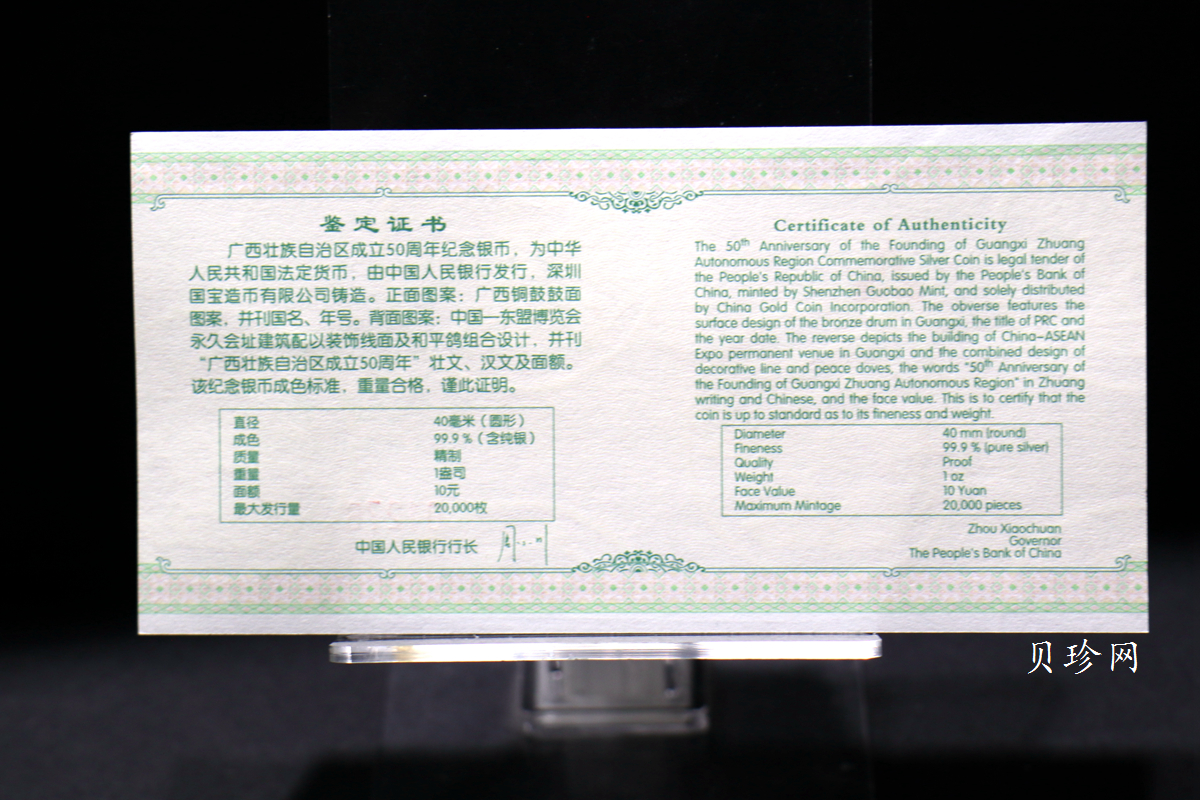 鉴定证书
广西壮族自治区成立50周年纪念银币，为中华
人民共和国法定货币，由中国人民银行发行，深圳
国宝造币有限公司铸造。正面图案：广西铜鼓鼓面
图案，并刊国名、年号。背面图案：中国—东盟博览会
永久会址建筑配以装饰线面及和平鸽组合设计，并刊
“广西壮族自治区成立50周年”壮文、汉文及面额。
该纪念银币成色标准，重量合格，谨此证明。
直径 40毫米（圆形）
成色 99.9％（含纯银）
质量 精制
重量 1盎司
面额 10元
最大发行量 20,000枚
中国人民银行行长
Certificate of Authenticity
The 50th Anniversary of the Founding of Guangxi Zhuang
Autonomous Region Commemorative Silver Coin is legal tender of
the People's Republic of China, issued by the People's Bank of
China, minted by Shenzhen Guobao Mint, and solely distributed
by China Gold Coin Incorporation. The obverse features the
surface design of the bronze drum in Guangxi, the title of PRC and
the year date. The reverse depicts the building of China–ASEAN
Expo permanent venue in Guangxi and the combined design of
decorative line and peace doves, the words "50th Anniversary of
the Founding of Guangxi Zhuang Autonomous Region" in Zhuang
writing and Chinese, and the face value. This is to certify that the
coin is up to standard as to its fineness and weight.
Diameter 40 mm (round)
Fineness 99.9 % (pure silver)
Quality Proof
Weight 1 oz
Face Value 10 Yuan
Maximum Mintage 20,000 pieces
Zhou Xiaochuan
Governor
The People's Bank of China
贝珍网